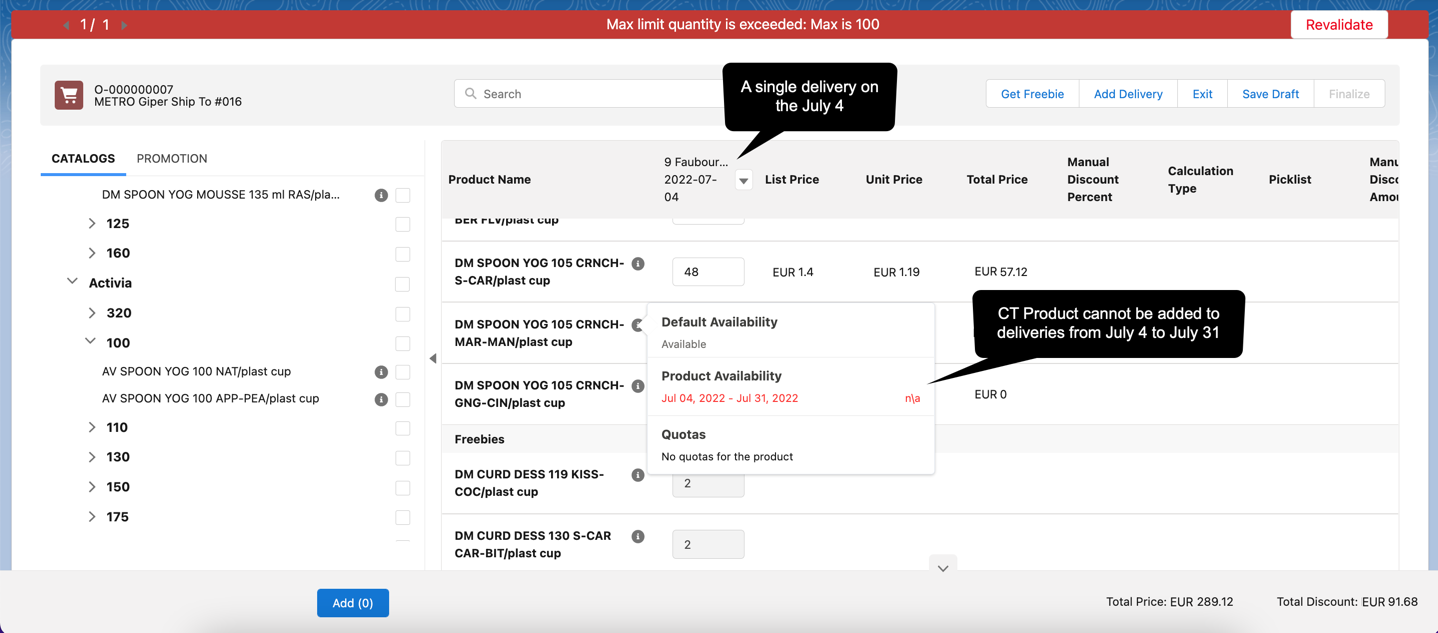 1 / 1
Max limit quantity is exceeded: Max is 100
Revalidate
O-000000007
METRO Giper Ship To #016
Search
A single delivery on
the July 4
Get Freebie
Add Delivery
Exit
Save Draft
Finalize
CATALOGS
PROMOTION
DM SPOON YOG MOUSSE 135 ml RAS/pla...
125
160
Activia
320
100
AV SPOON YOG 100 NAT/plast cup
AV SPOON YOG 100 APP-PEA/plast cup
110
130
150
175
Product Name
9 Faubour...
2022-07-
04
List Price
Unit Price
Total Price
Manual
Discount
Percent
Calculation
Type
Picklist
Manu
Disco
Amou
BER FLV/plast cup
DM SPOON YOG 105 CRNCH-
S-CAR/plast cup
48
EUR 1.4
EUR 1.19
EUR 57.12
DM SPOON YOG 105 CRNCH-
MAR-MAN/plast cup
Default Availability
Available
Product Availability
Jul 04, 2022 - Jul 31, 2022
n\a
Quotas
No quotas for the product
CT Product cannot be added to
deliveries from July 4 to July 31
DM SPOON YOG 105 CRNCH-
GNG-CIN/plast cup
EUR 0
Freebies
DM CURD DESS 119 KISS-
COC/plast cup
2
DM CURD DESS 130 S-CAR
CAR-BIT/plast cup
2
Add (0)
Total Price: EUR 289.12
Total Discount: EUR 91.68